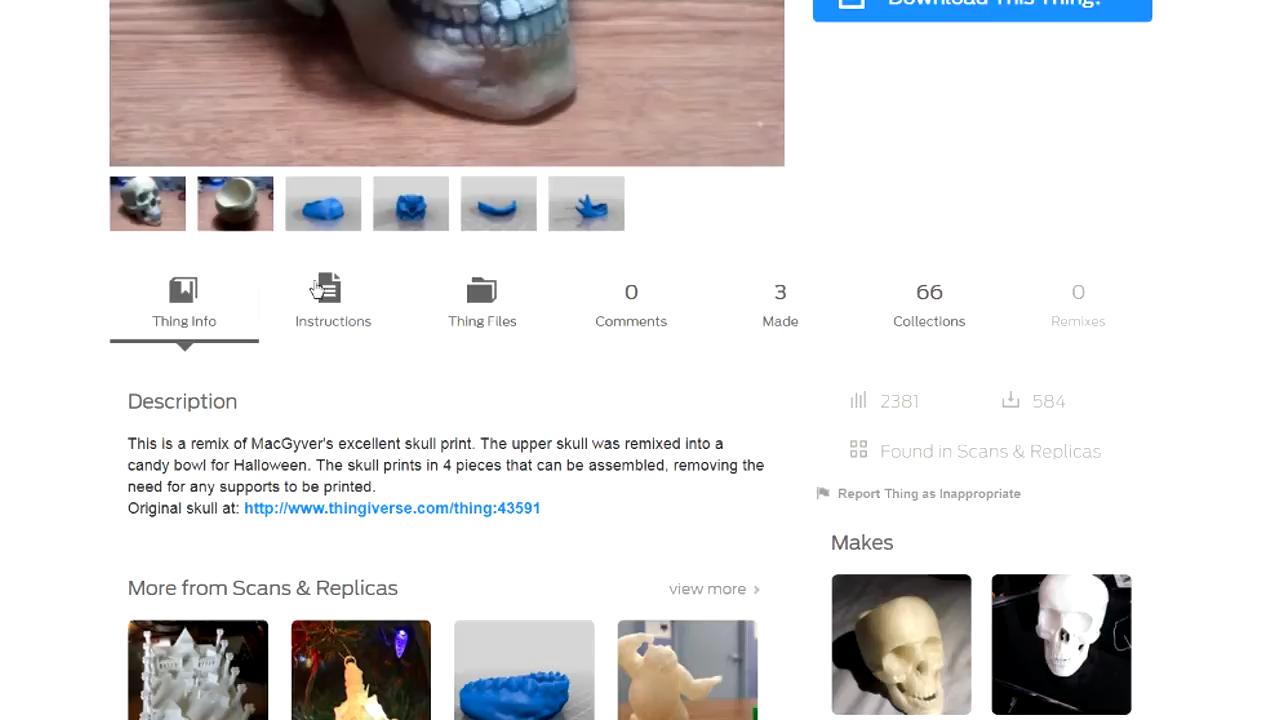 Download This Thing!
Thing Info
Instructions
Thing Files
0
Comments
3
Made
66
Collections
0
Remixes
Description
This is a remix of MacGyver's excellent skull print. The upper skull was remixed into a
candy bowl for Halloween. The skull prints in 4 pieces that can be assembled, removing the
need for any supports to be printed.
Original skull at: http://www.thingiverse.com/thing:43591
2381
584
Found in Scans & Replicas
Report Thing as Inappropriate
Makes
More from Scans & Replicas
view more >